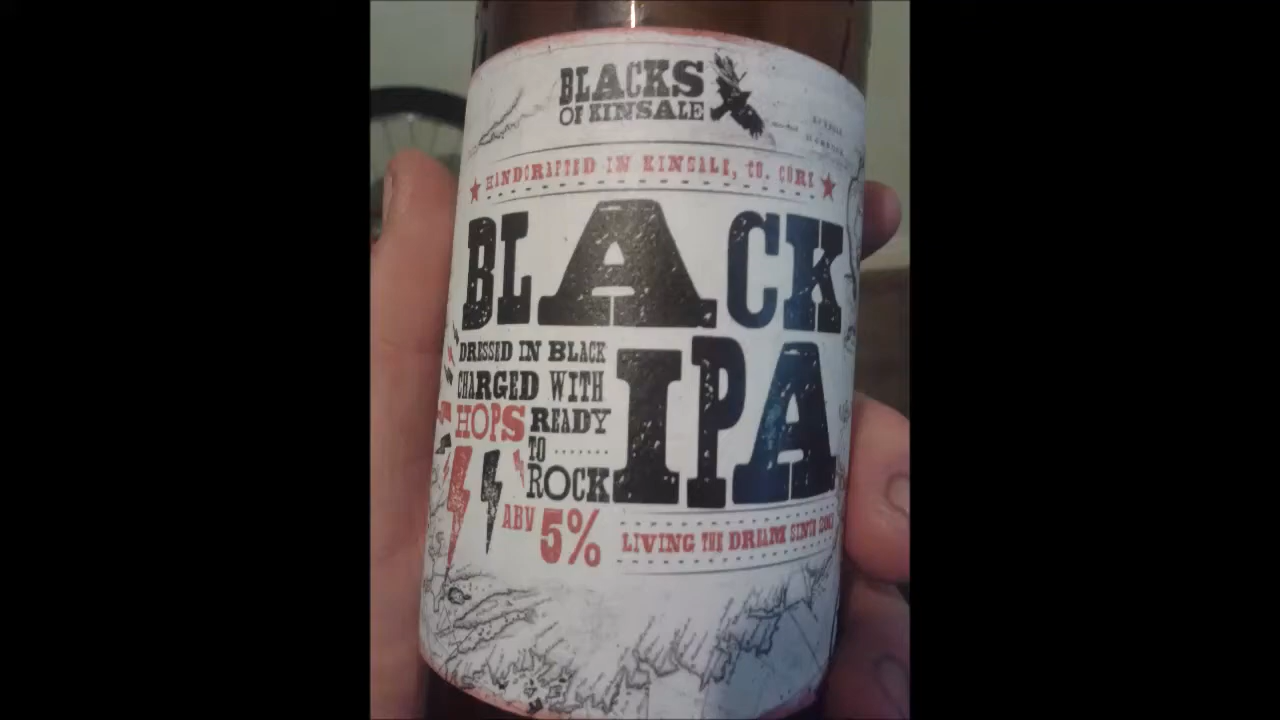 BLACKS
OF KINSALE
HANDCRAFTED IN KINSALE, CO. CORK
BLACK
IPA
DRESSED IN BLACK
CHARGED WITH
HOPS READY
TO
ROCK
ABV 5%
LIVING THE DREAM SINCE